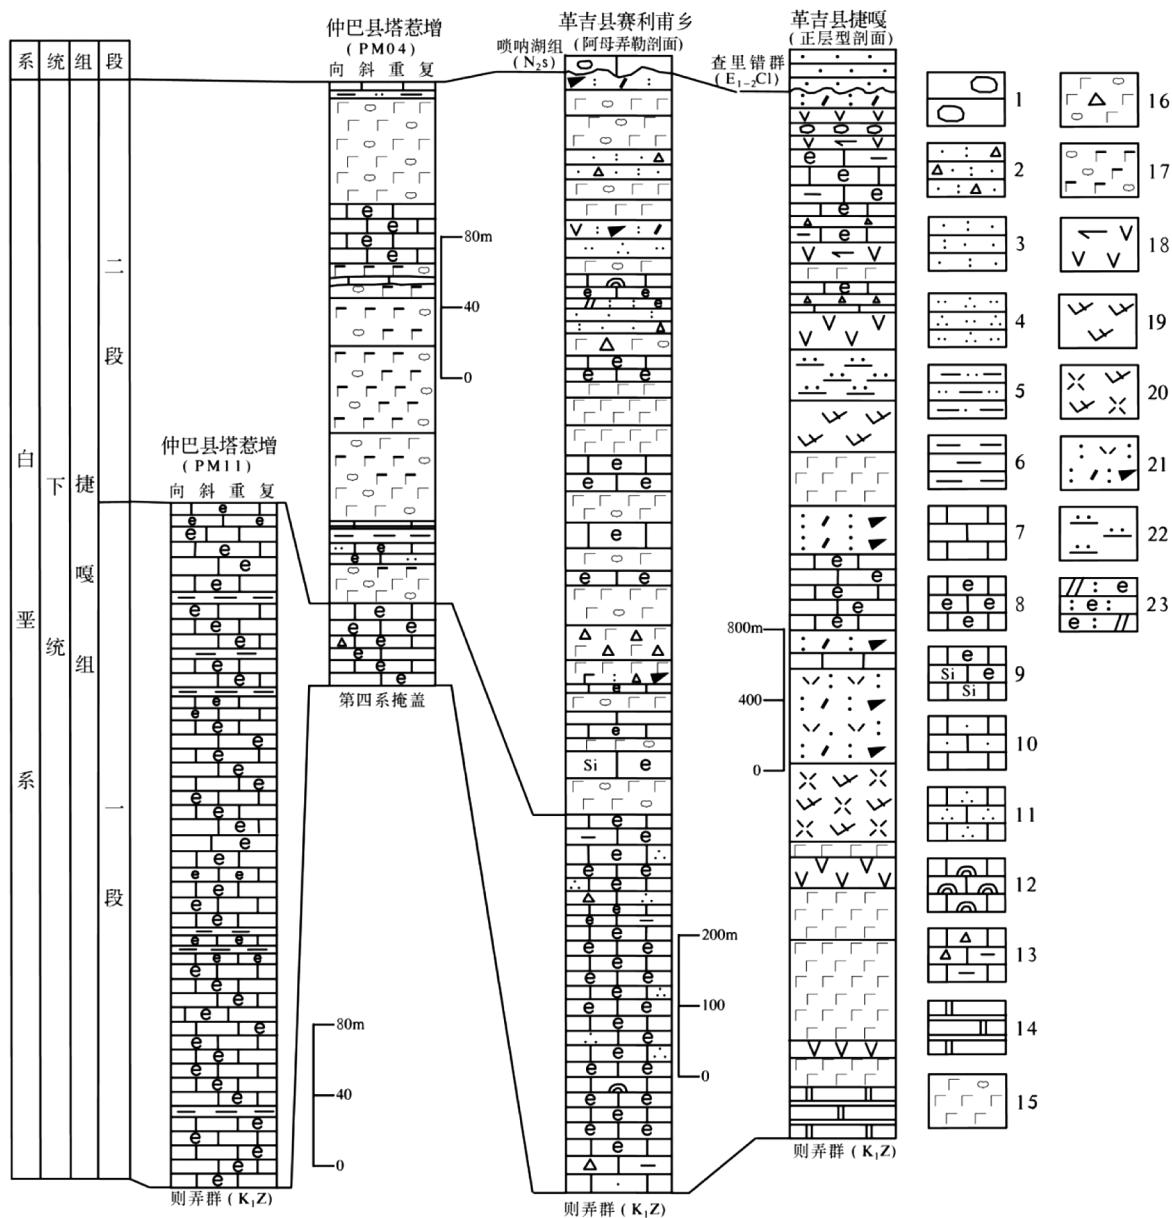 系 统 组 段
白垩系
下统
捷嘎组
二段
一段
仲巴县塔惹增
(PM11)
向斜重复
则弄群(K₁Z)
80m
40
0
仲巴县塔惹增
(PM04)
向斜重复
第四系掩盖
80m
40
0
革吉县赛利甫乡
(阿母弄勒剖面)
唢呐湖组
(N₂s)
Si
则弄群(K₁Z)
200m
100
0
革吉县捷嘎
(正层型剖面)
查里错群
(E₁₋₂Cl)
则弄群(K₁Z)
800m
400
0
1
2
3
4
5
6
7
8
Si
Si
9
10
11
12
13
14
15
16
17
18
19
20
21
22
23